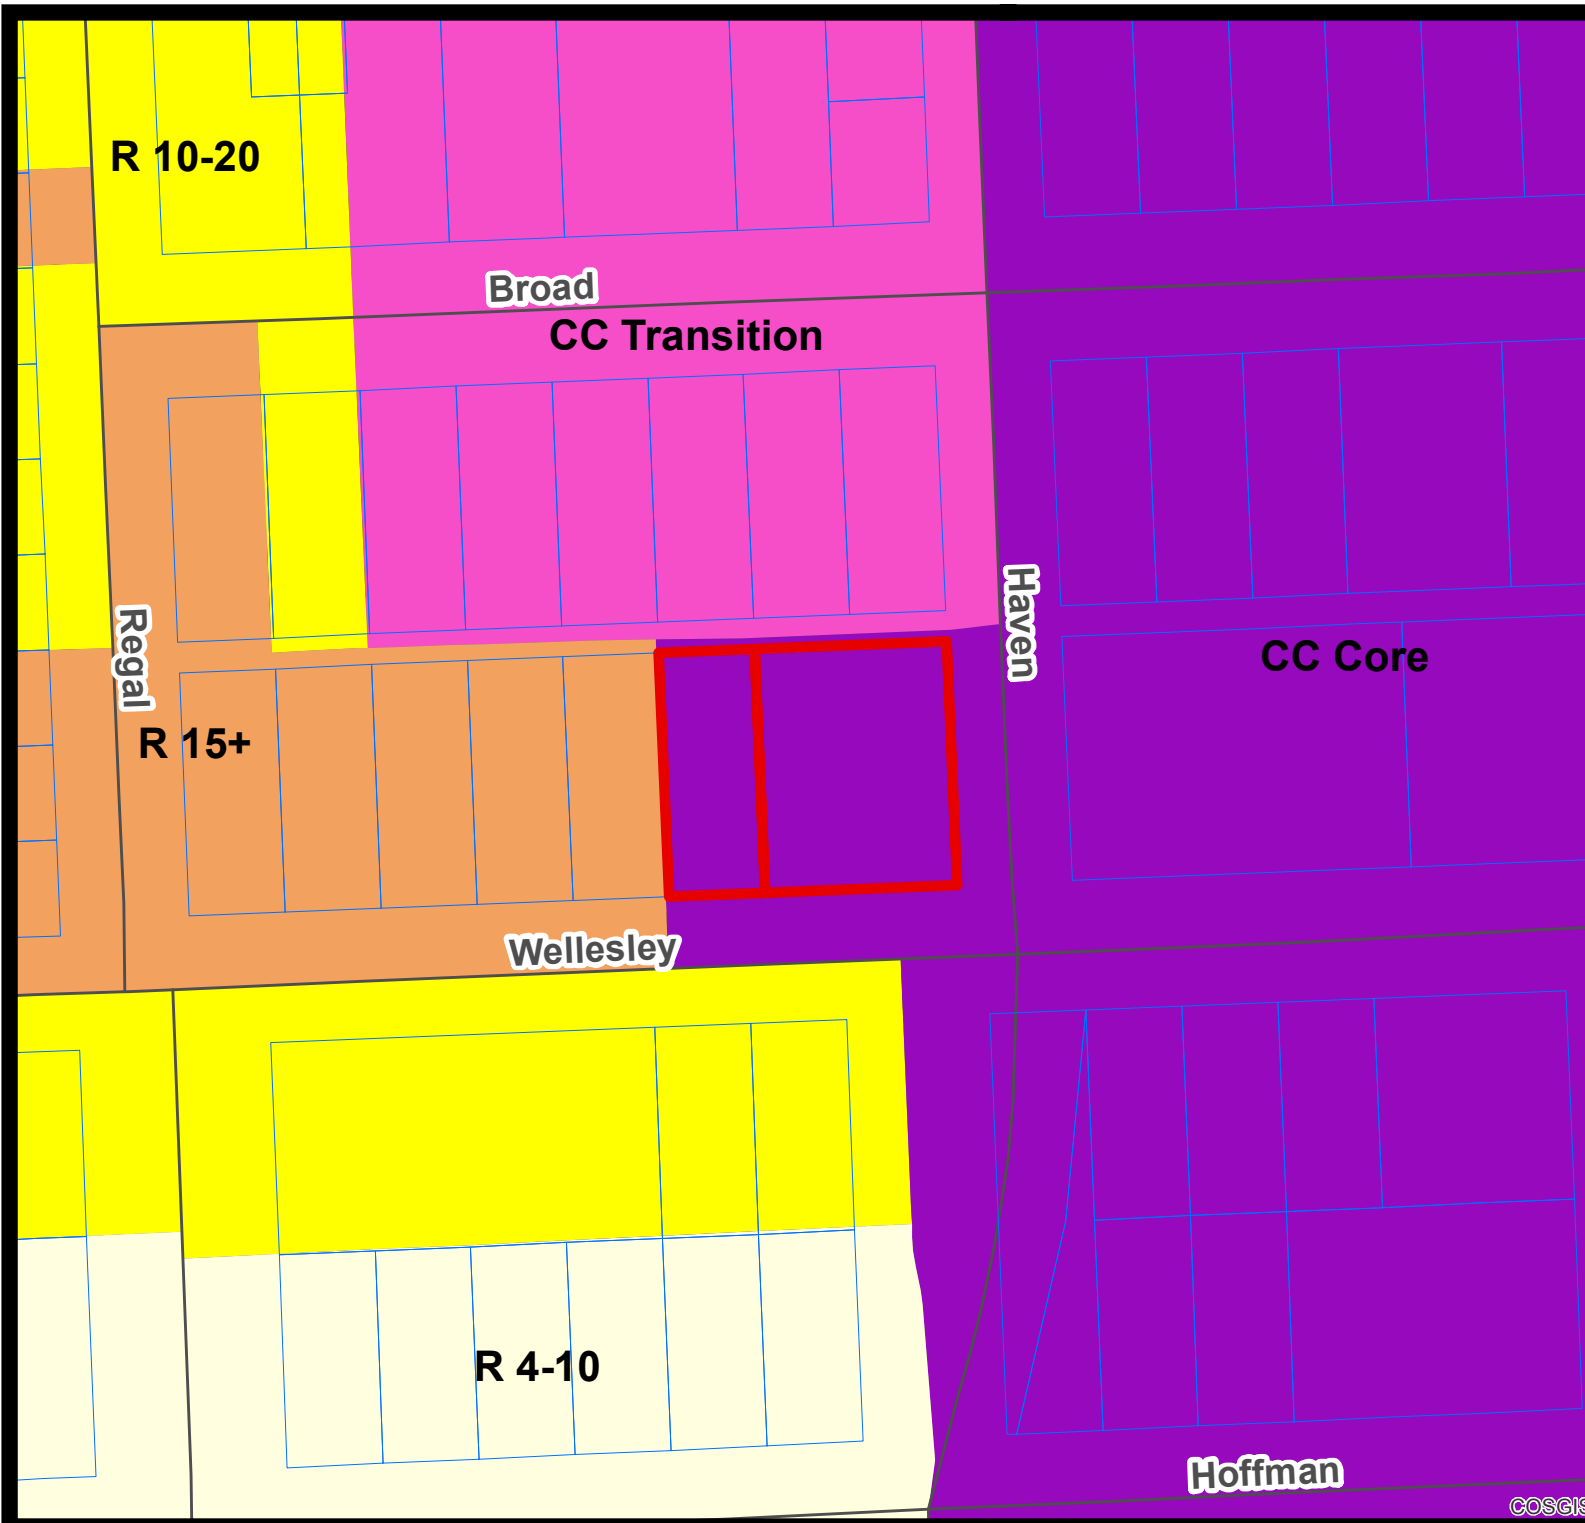 R 10-20
Broad
CC Transition
Haven
Regal
CC Core
R 15+
Wellesley
R 4-10
Hoffman
COSGIS